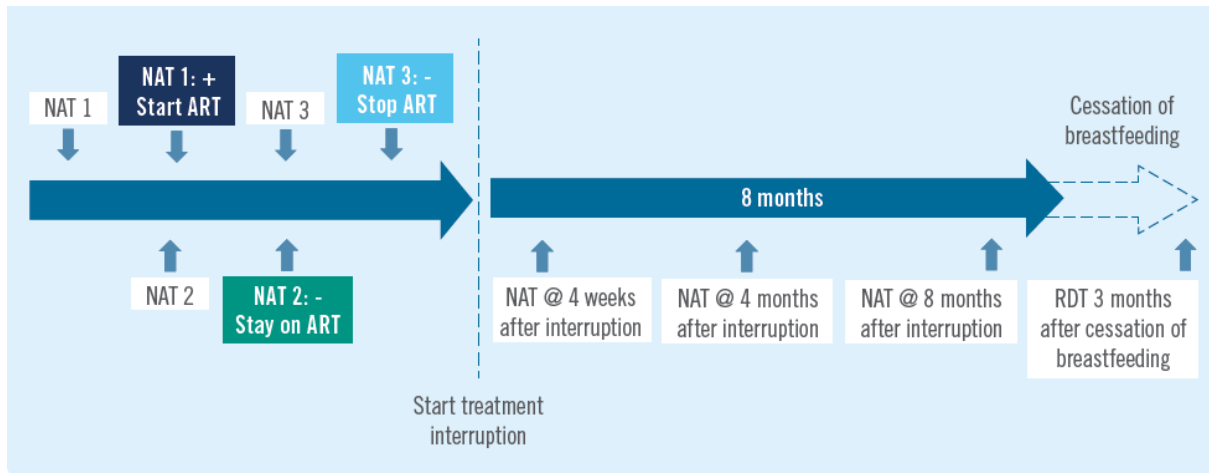 NAT 1
NAT 1: +
Start ART
NAT 3
NAT 3: -
Stop ART
Cessation of
breastfeeding
8 months
NAT 2
NAT 2: -
Stay on ART
NAT @ 4 weeks
after interruption
NAT @ 4 months
after interruption
NAT @ 8 months
after interruption
RDT 3 months
after cessation of
breastfeeding
Start treatment
interruption